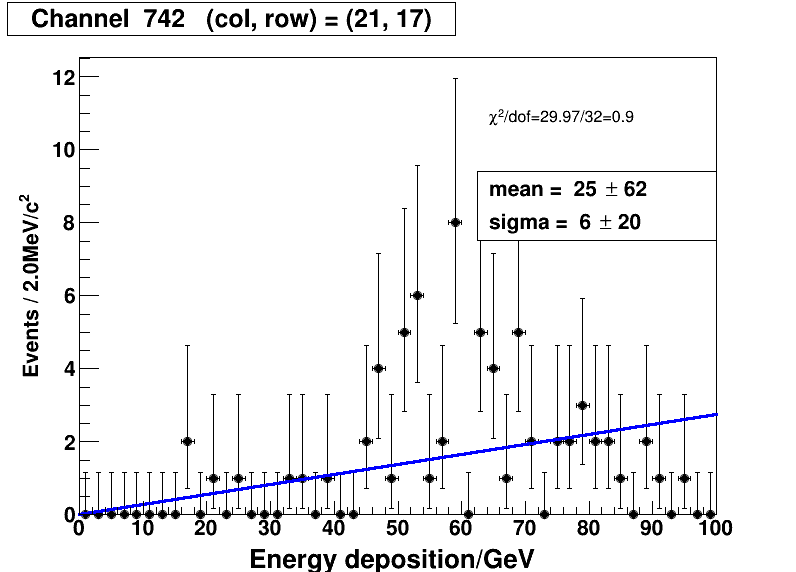 Channel 742 (col, row) = (21, 17)
Events / 2.0MeV/c²
12
10
8
6
4
2
0
χ²/dof=29.97/32=0.9
mean = 25 ± 62
sigma = 6 ± 20
0 10 20 30 40 50 60 70 80 90 100
Energy deposition/GeV